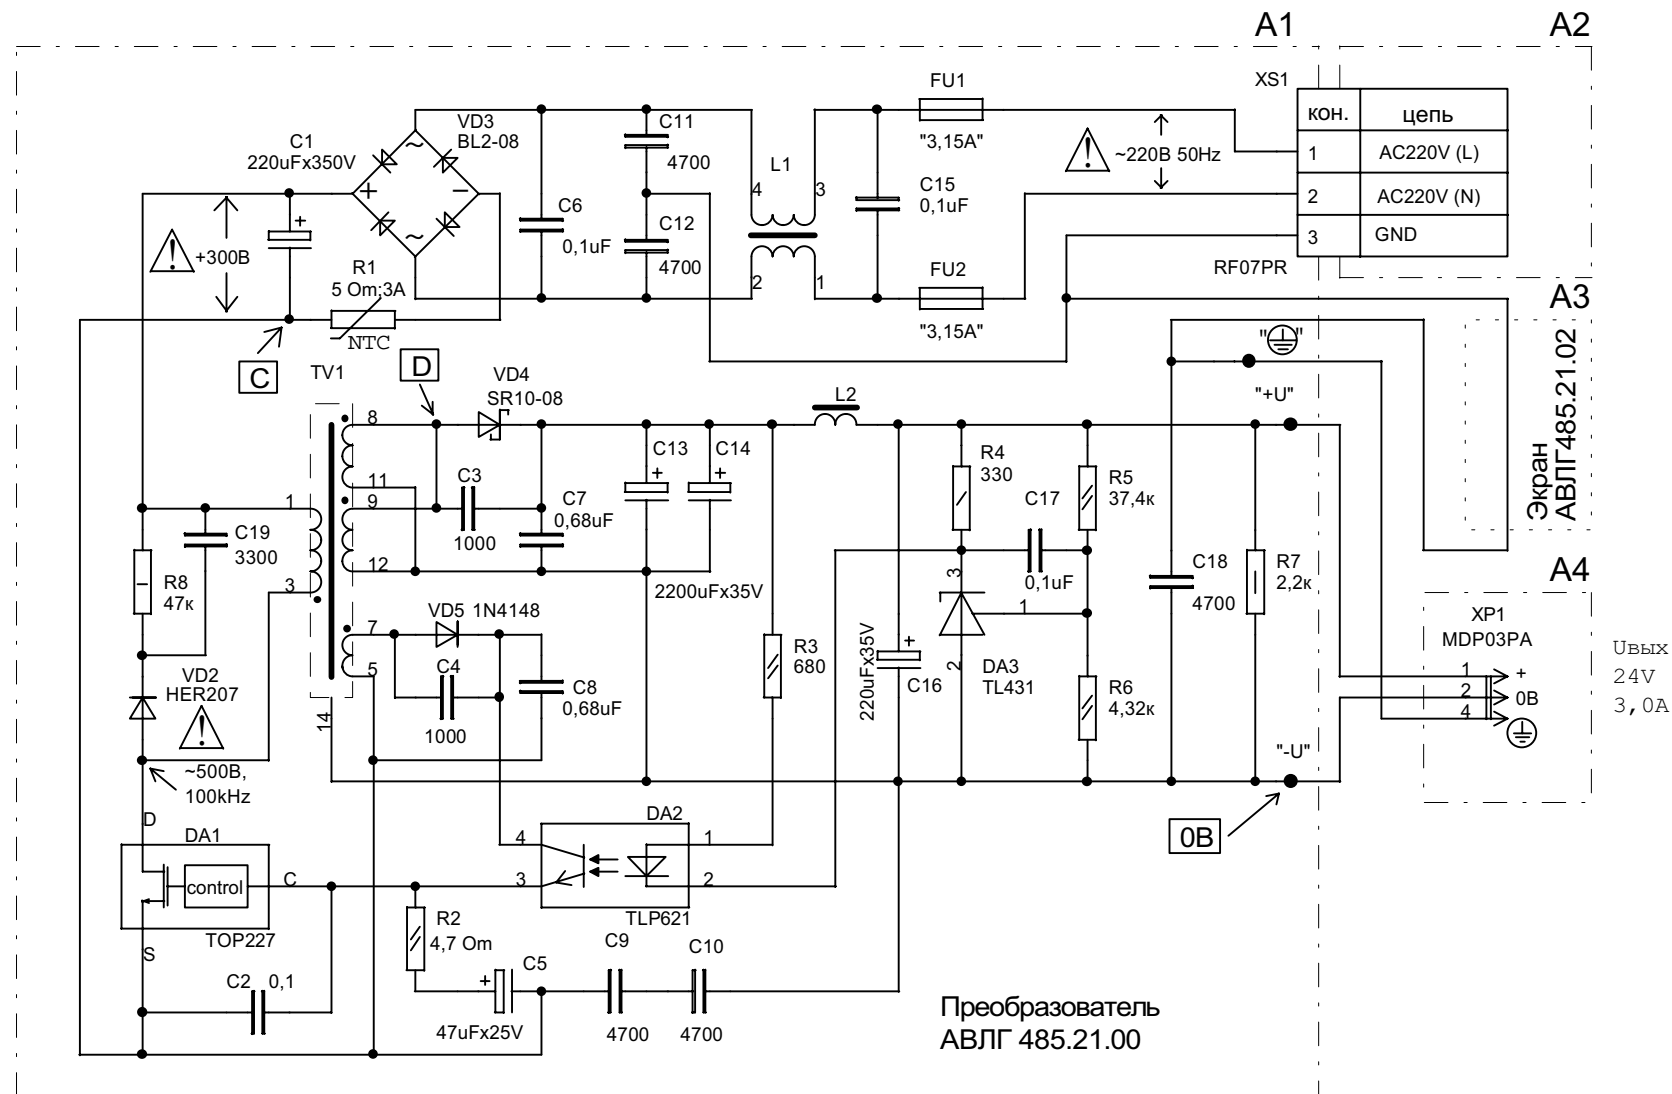 A1
A2
XS1
кон.
цепь
1
AC220V (L)
2
AC220V (N)
3
GND
RF07PR
FU1
"3,15A"
~220В 50Hz
C11
4700
L1
4
3
2
1
C15
0,1uF
FU2
"3,15A"
C12
4700
C6
0,1uF
VD3
BL2-08
~
+
−
~
C1
220uFx350V
+
+300В
!
!
R1
5 Om;3A
NTC
C
D
TV1
VD4
SR10-08
L2
A3
Экран
АВЛГ485.21.02
" "
"+U"
8
11
9
12
1
3
7
5
14
C3
1000
C7
0,68uF
C13
+
C14
+
2200uFx35V
R4
330
C17
0,1uF
R5
37,4к
C19
3300
R8
47к
VD5 1N4148
C4
1000
C8
0,68uF
R3
680
220uFx35V
+
C16
3
1
2
DA3
TL431
R6
4,32к
C18
4700
R7
2,2к
A4
XP1
MDP03PA
1
+
2
0В
4
Uвых
24V
3,0A
VD2
HER207
!
~500В,
100kHz
"-U"
0В
D
DA1
control
C
TOP227
S
DA2
4
1
3
2
TLP621
R2
4,7 Om
C2 0,1
+
C5
47uFx25V
C9
4700
C10
4700
Преобразователь
АВЛГ 485.21.00